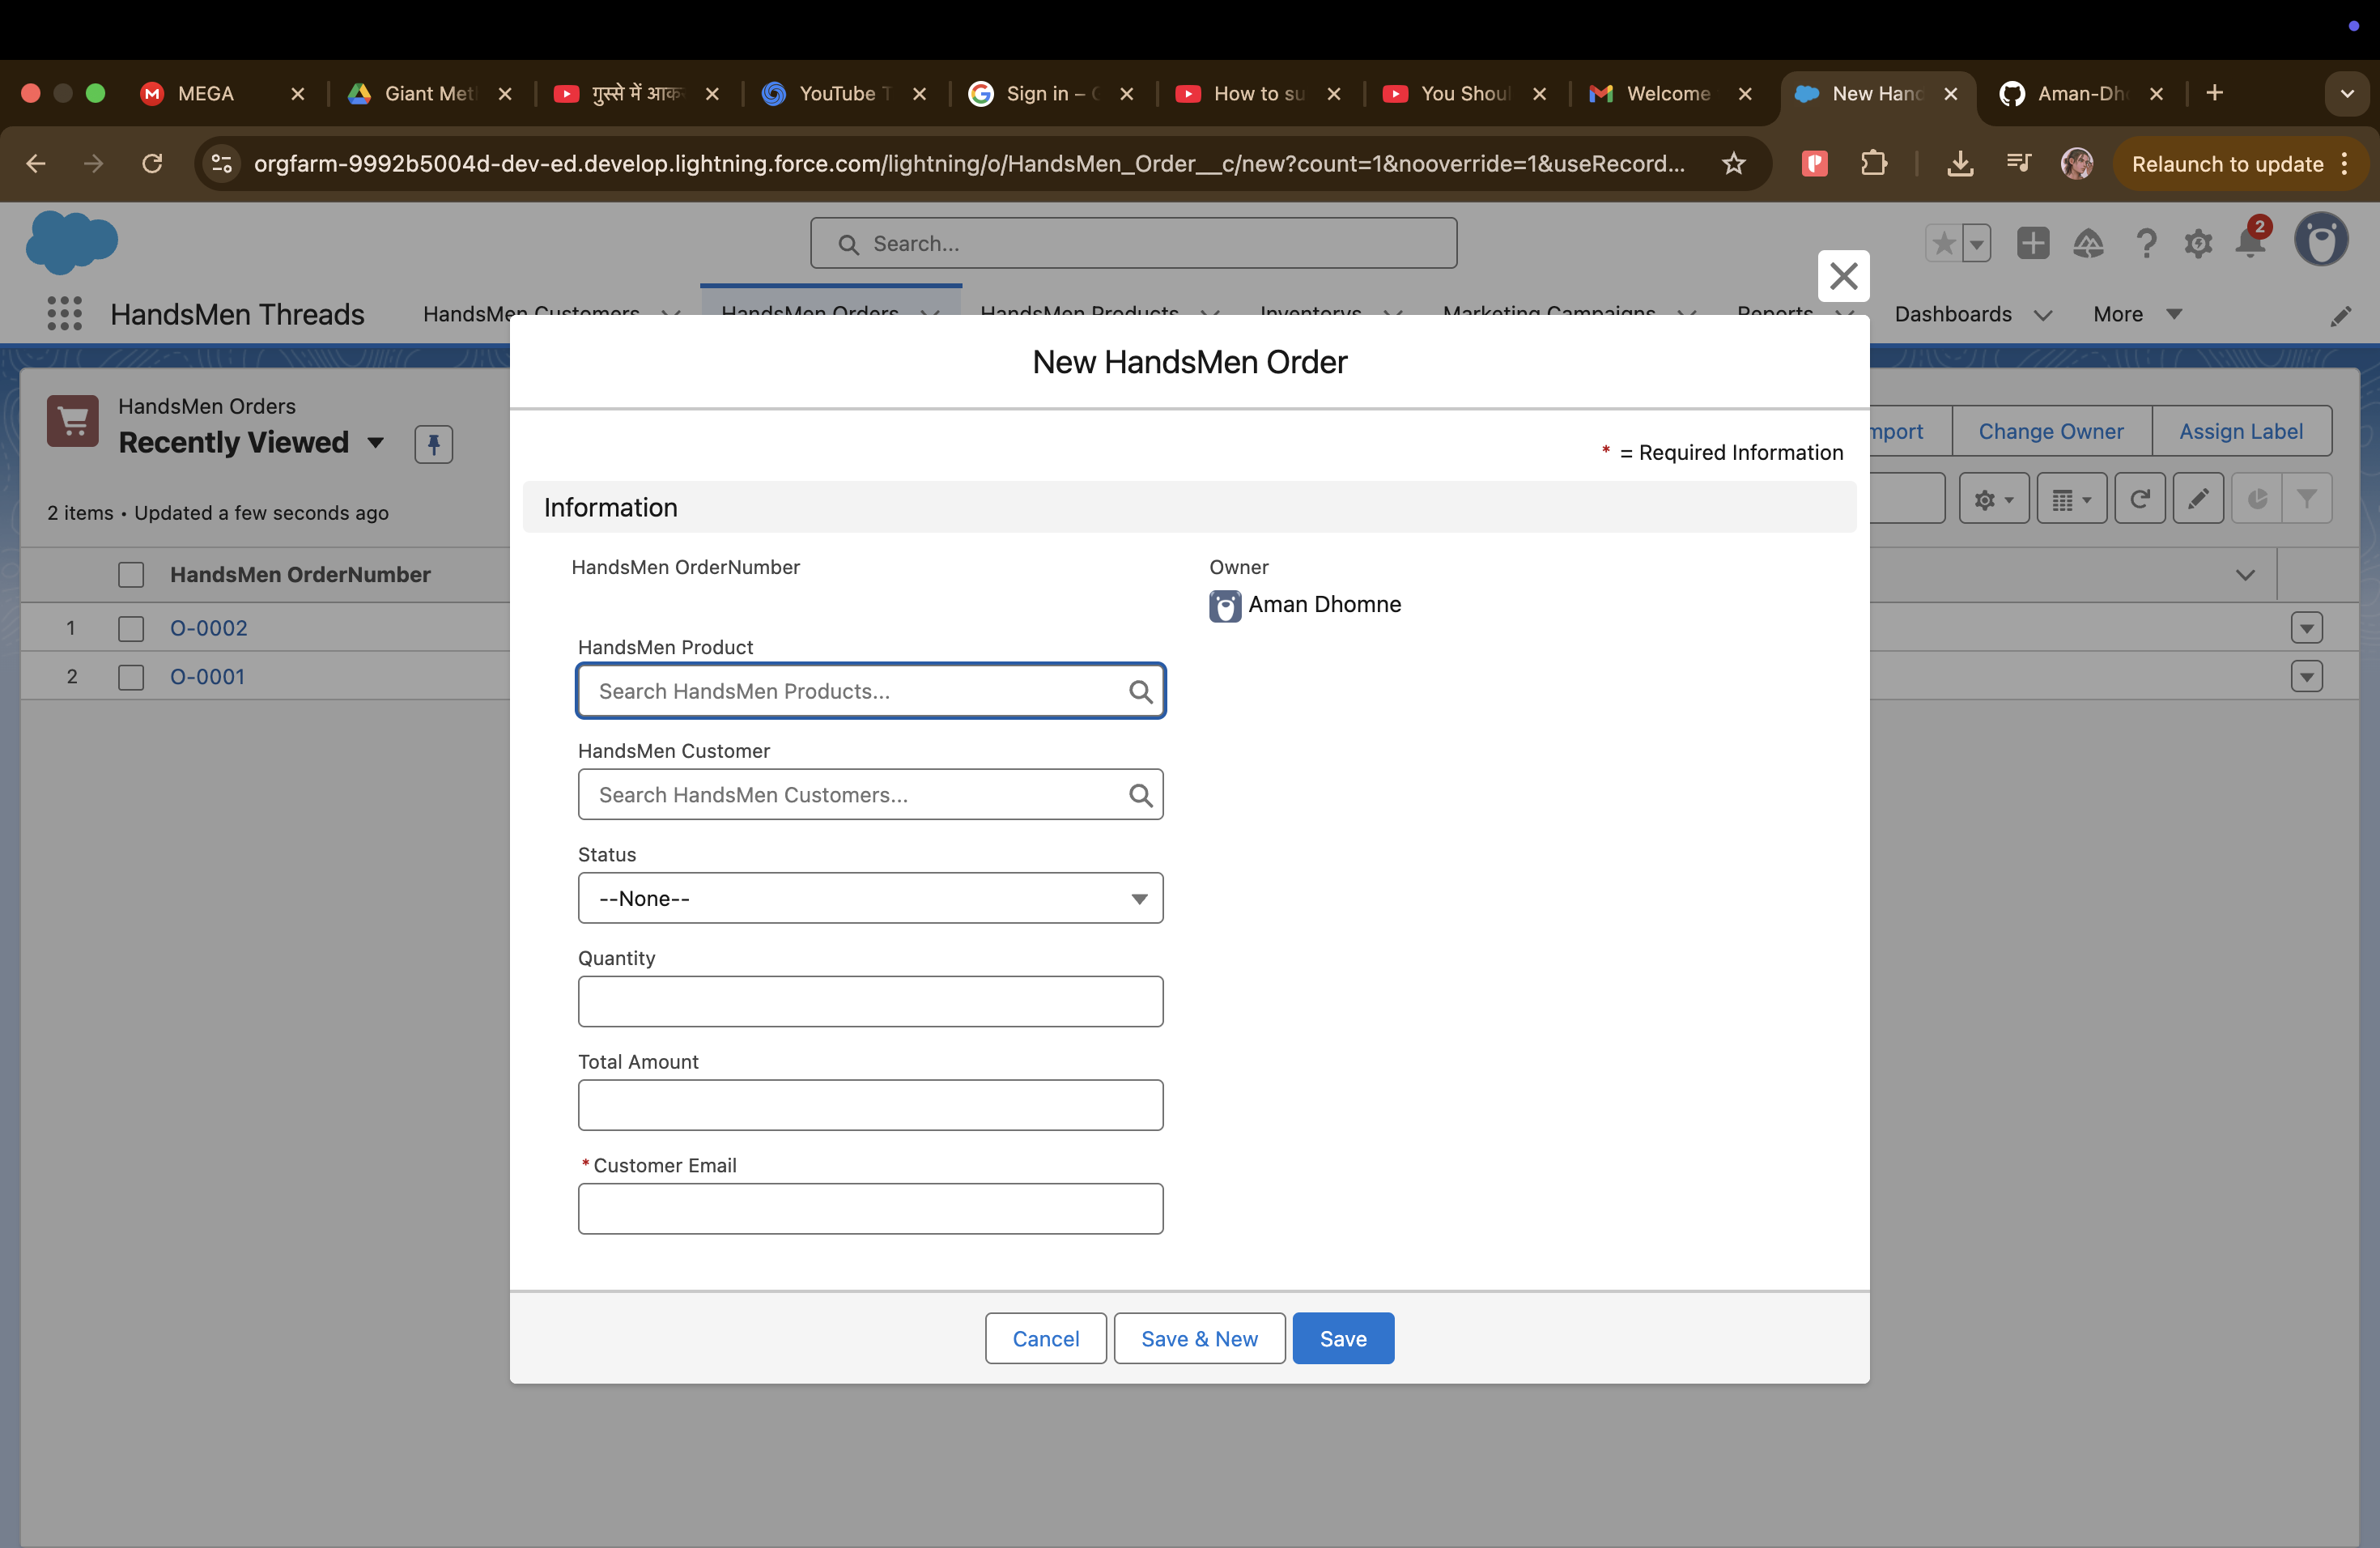 MEGA
Giant Met
गुस्से में आक
YouTube T
Sign in –
How to su
You Shoul
Welcome
New Hand
Aman-Dh
orgfarm-9992b5004d-dev-ed.develop.lightning.force.com/lightning/o/HandsMen_Order__c/new?count=1&nooverride=1&useRecord...
Relaunch to update
Search...
2
HandsMen Threads
HandsMen Customers
HandsMen Orders
HandsMen Products
Inventorys
Marketing Campaigns
Reports
Dashboards
More
New HandsMen Order
HandsMen Orders
Recently Viewed
mport
Change Owner
Assign Label
* = Required Information
Information
2 items • Updated a few seconds ago
HandsMen OrderNumber
1
O-0002
2
O-0001
HandsMen OrderNumber
Owner
Aman Dhomne
HandsMen Product
Search HandsMen Products...
HandsMen Customer
Search HandsMen Customers...
Status
--None--
Quantity
Total Amount
* Customer Email
Cancel
Save & New
Save